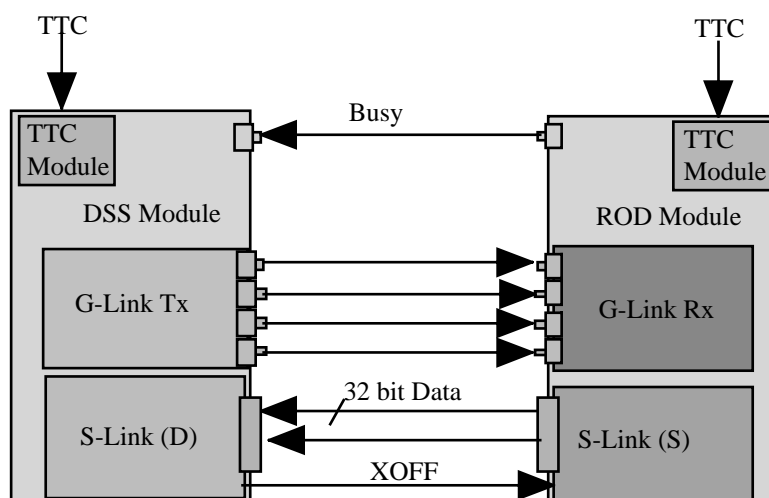 TTC
TTC
Busy
TTC
Module
TTC
Module
DSS Module
ROD Module
G-Link Tx
G-Link Rx
32 bit Data
S-Link (D)
S-Link (S)
XOFF